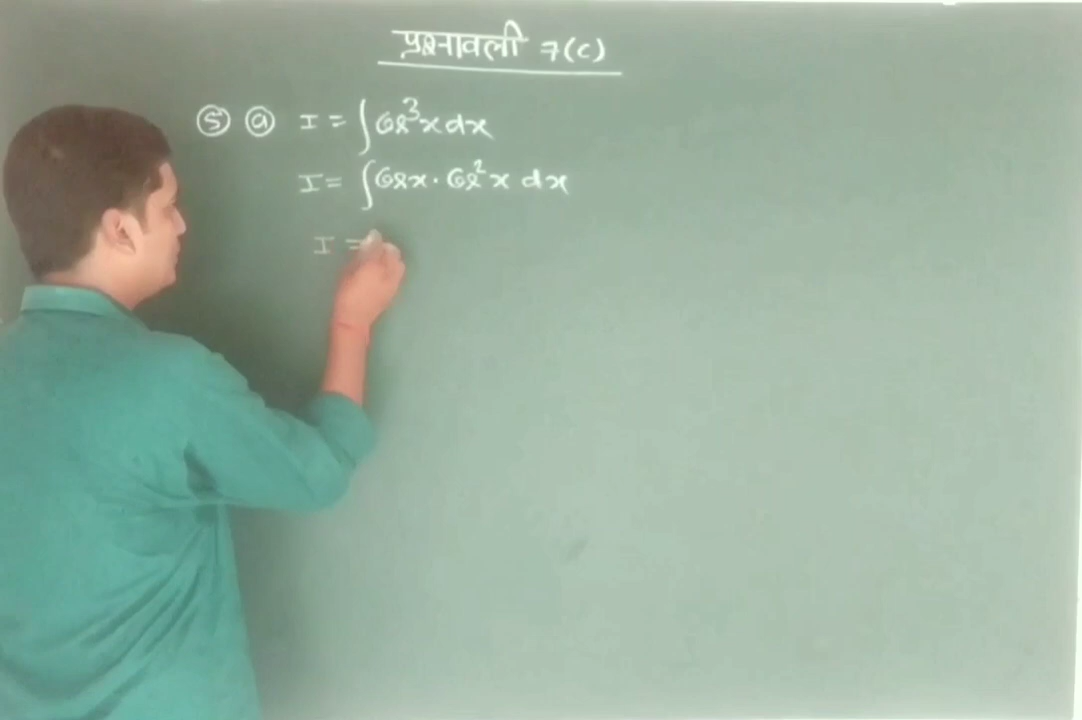 प्रश्नावली 7(C)
⑤ ⓐ I = ∫cos³x dx
I = ∫cosx · cos²x dx
I =